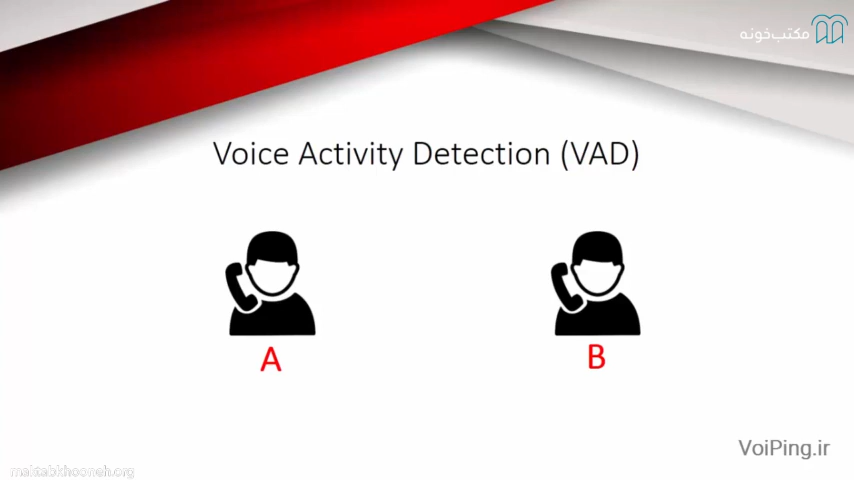 مکتب‌خونه
Voice Activity Detection (VAD)
A
B
VoiPing.ir
maktabkhooneh.org